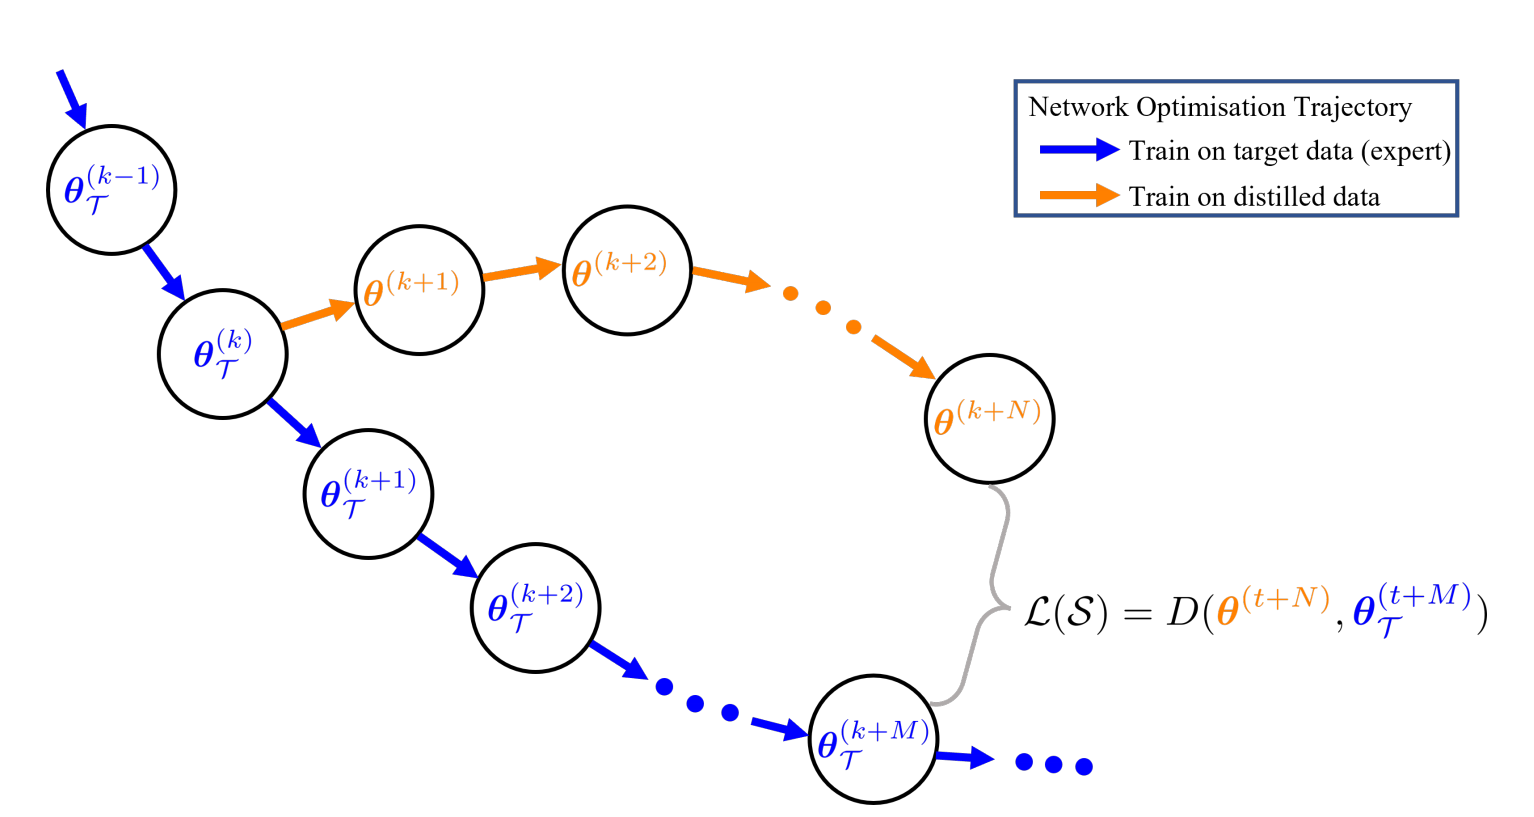 Network Optimisation Trajectory
Train on target data (expert)
Train on distilled data
θ_𝒯^(k−1)
θ^(k+1)
θ^(k+2)
θ_𝒯^(k)
θ^(k+N)
θ_𝒯^(k+1)
θ_𝒯^(k+2)
ℒ(𝒮) = D(θ^(t+N), θ_𝒯^(t+M))
θ_𝒯^(k+M)